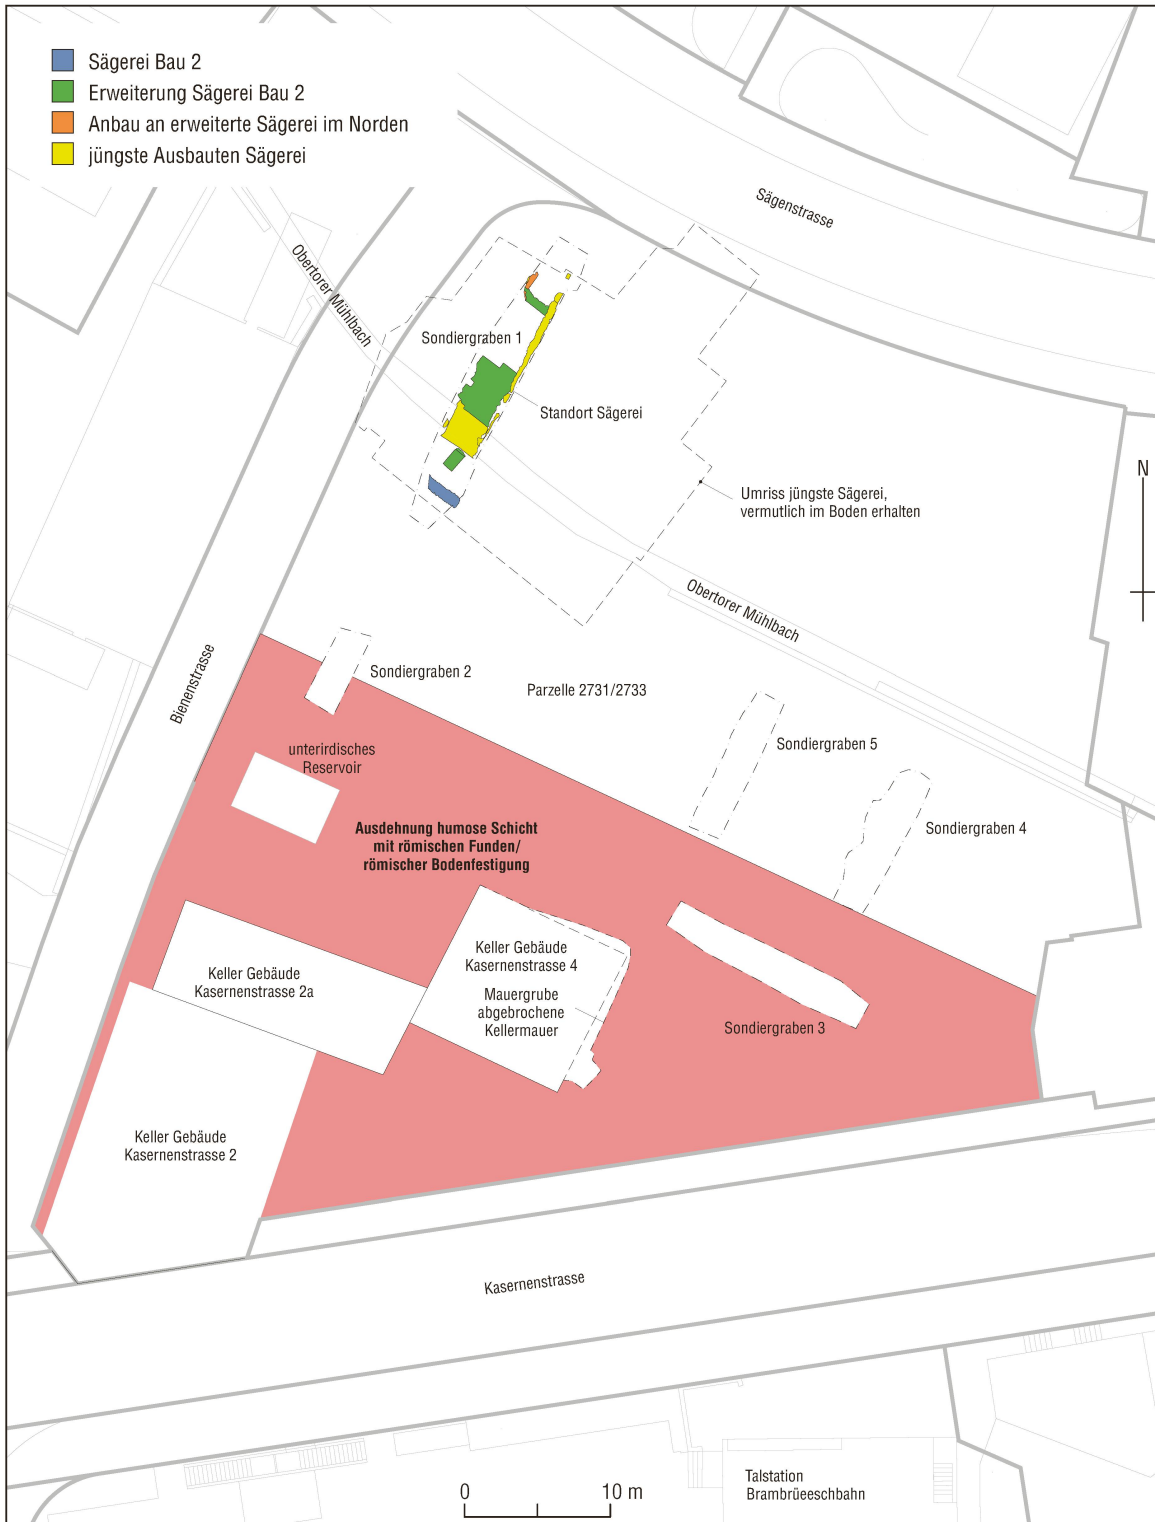 Sägerei Bau 2
Erweiterung Sägerei Bau 2
Anbau an erweiterte Sägerei im Norden
jüngste Ausbauten Sägerei
Sägenstrasse
Obertorer Mühlbach
Sondiergraben 1
Standort Sägerei
N
Umriss jüngste Sägerei,
vermutlich im Boden erhalten
Obertorer Mühlbach
Bienenstrasse
Sondiergraben 2
Parzelle 2731/2733
unterirdisches
Reservoir
Sondiergraben 5
Sondiergraben 4
Ausdehnung humose Schicht
mit römischen Funden/
römischer Bodenfestigung
Keller Gebäude
Kasernenstrasse 4
Keller Gebäude
Kasernenstrasse 2a
Mauergrube
abgebrochene
Kellermauer
Sondiergraben 3
Keller Gebäude
Kasernenstrasse 2
Kasernenstrasse
0 10 m
Talstation
Brambrüeeschbahn